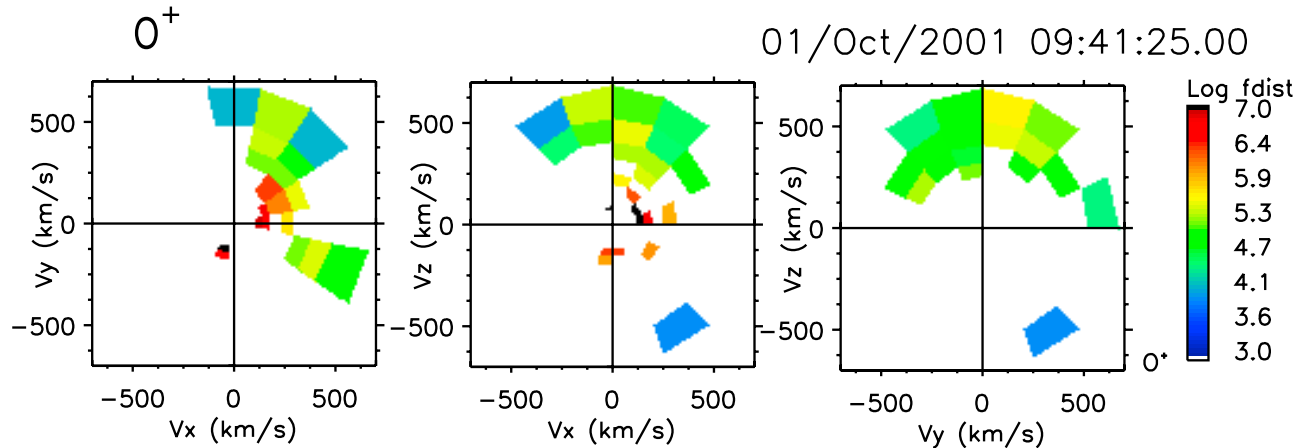 O+
01/Oct/2001 09:41:25.00
Log fdist
500
0
−500
Vy (km/s)
−500 0 500
Vx (km/s)
500
0
−500
Vz (km/s)
−500 0 500
Vx (km/s)
500
0
−500
Vz (km/s)
−500 0 500
Vy (km/s)
7.0
6.4
5.9
5.3
4.7
4.1
3.6
3.0
O+